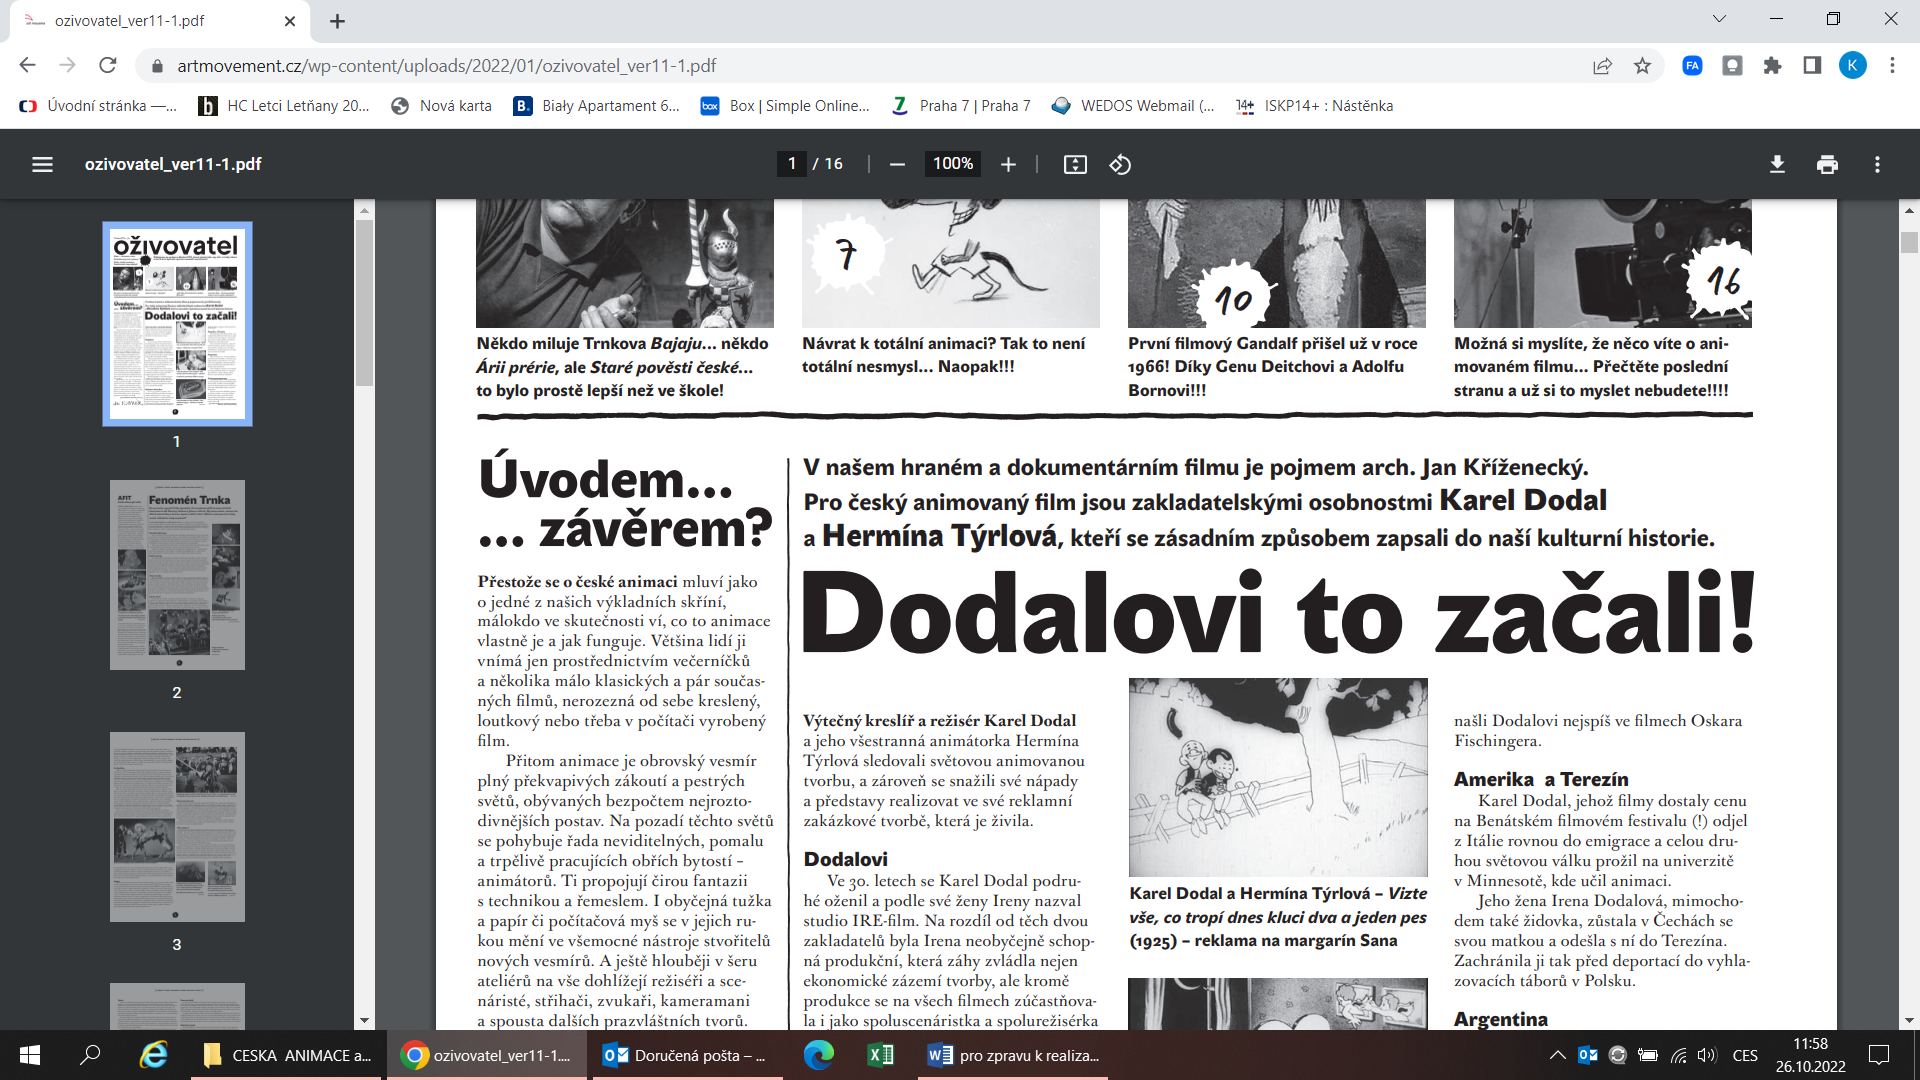 ozivovatel_ver11-1.pdf
artmovement.cz/wp-content/uploads/2022/01/ozivovatel_ver11-1.pdf
FA
K
Úvodní stránka —...
HC Letci Letňany 20...
Nová karta
Biały Apartament 6...
Box | Simple Online...
Praha 7 | Praha 7
WEDOS Webmail (...
ISKP14+ : Nástěnka
ozivovatel_ver11-1.pdf
1 / 16
100%
oživovatel
Úvodem...
... závěrem?
Dodalovi to začali!
1
AFIT
Fenomén Trnka
2
3
7
10
16
Někdo miluje Trnkova Bajaju... někdo
Árii prérie, ale Staré pověsti české...
to bylo prostě lepší než ve škole!
Návrat k totální animaci? Tak to není
totální nesmysl... Naopak!!!
První filmový Gandalf přišel už v roce
1966! Díky Genu Deitchovi a Adolfu
Bornovi!!!
Možná si myslíte, že něco víte o ani-
movaném filmu... Přečtěte poslední
stranu a už si to myslet nebudete!!!!
Úvodem...
... závěrem?
Přestože se o české animaci mluví jako
o jedné z našich výkladních skříní,
málokdo ve skutečnosti ví, co to animace
vlastně je a jak funguje. Většina lidí ji
vnímá jen prostřednictvím večerníčků
a několika málo klasických a pár součas-
ných filmů, nerozezná od sebe kreslený,
loutkový nebo třeba v počítači vyrobený
film.
Přitom animace je obrovský vesmír
plný překvapivých zákoutí a pestrých
světů, obývaných bezpočtem nejrozto-
divnějších postav. Na pozadí těchto světů
se pohybuje řada neviditelných, pomalu
a trpělivě pracujících obřích bytostí –
animátorů. Ti propojují čirou fantazii
s technikou a řemeslem. I obyčejná tužka
a papír či počítačová myš se v jejich ru-
kou mění ve všemocné nástroje stvořitelů
nových vesmírů. A ještě hlouběji v šeru
ateliérů na vše dohlížejí režiséři a sce-
náristé, střihači, zvukaři, kameramani
a spousta dalších prazvláštních tvorů.
V našem hraném a dokumentárním filmu je pojmem arch. Jan Kříženecký.
Pro český animovaný film jsou zakladatelskými osobnostmi Karel Dodal
a Hermína Týrlová, kteří se zásadním způsobem zapsali do naší kulturní historie.
Dodalovi to začali!
Výtečný kreslíř a režisér Karel Dodal
a jeho všestranná animátorka Hermína
Týrlová sledovali světovou animovanou
tvorbu, a zároveň se snažili své nápady
a představy realizovat ve své reklamní
zakázkové tvorbě, která je živila.
Dodalovi
Ve 30. letech se Karel Dodal podru-
hé oženil a podle své ženy Ireny nazval
studio IRE-film. Na rozdíl od těch dvou
zakladatelů byla Irena neobyčejně schop-
ná produkční, která záhy zvládla nejen
ekonomické zázemí tvorby, ale kromě
produkce se na všech filmech zúčastňova-
la i jako spoluscenáristka a spolurežisérka
Karel Dodal a Hermína Týrlová – Vizte
vše, co tropí dnes kluci dva a jeden pes
(1925) – reklama na margarín Sana
našli Dodalovi nejspíš ve filmech Oskara
Fischingera.
Amerika a Terezín
Karel Dodal, jehož filmy dostaly cenu
na Benátském filmovém festivalu (!) odjel
z Itálie rovnou do emigrace a celou dru-
hou světovou válku prožil na univerzitě
v Minnesotě, kde učil animaci.
Jeho žena Irena Dodalová, mimocho-
dem také židovka, zůstala v Čechách se
svou matkou a odešla s ní do Terezína.
Zachránila ji tak před deportací do vyhla-
zovacích táborů v Polsku.
Argentina
CESKA ANIMACE a...
ozivovatel_ver11-1....
Doručená pošta – ...
pro zpravu k realiza...
CES
11:58
26.10.2022